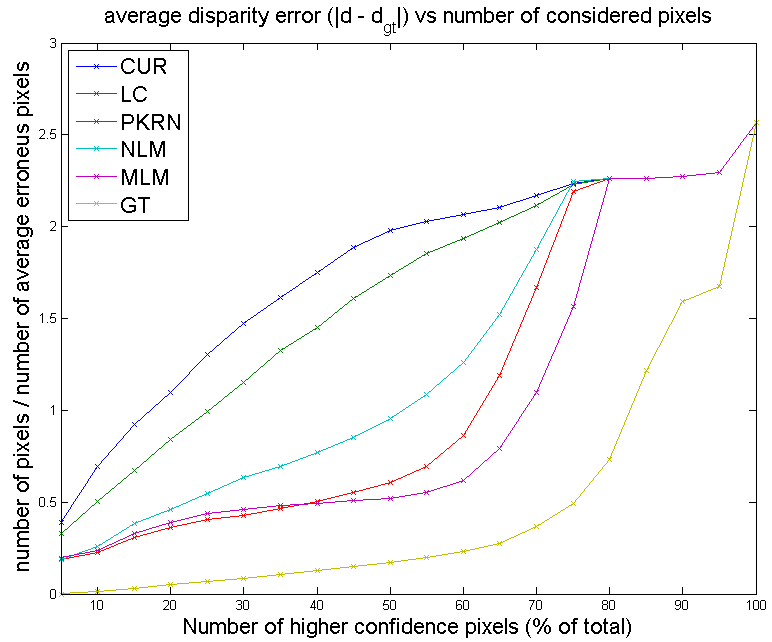 average disparity error (|d - d_gt|) vs number of considered pixels
3
2.5
2
1.5
1
0.5
0
number of pixels / number of average erroneus pixels
CUR
LC
PKRN
NLM
MLM
GT
10 20 30 40 50 60 70 80 90 100
Number of higher confidence pixels (% of total)